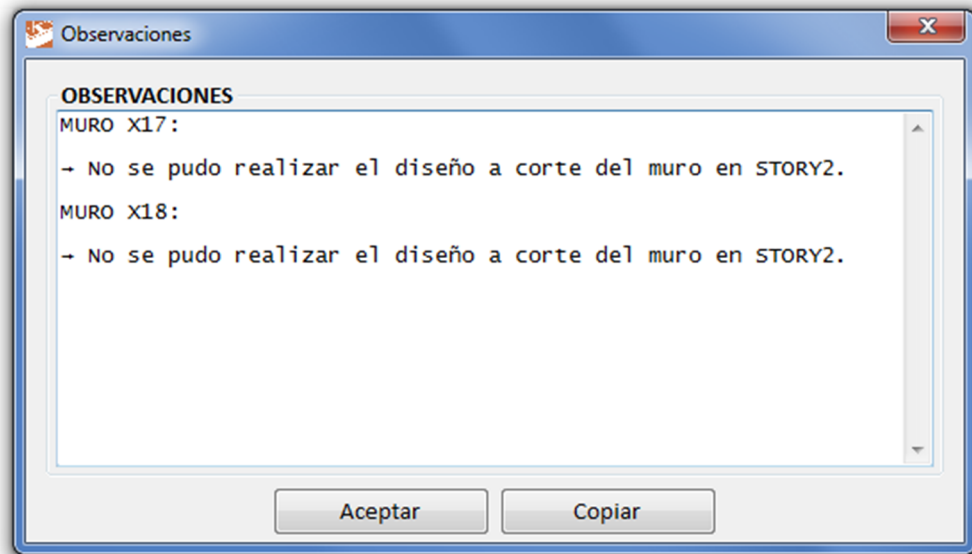 Observaciones
OBSERVACIONES
MURO X17:
→ No se pudo realizar el diseño a corte del muro en STORY2.
MURO X18:
→ No se pudo realizar el diseño a corte del muro en STORY2.
Aceptar
Copiar